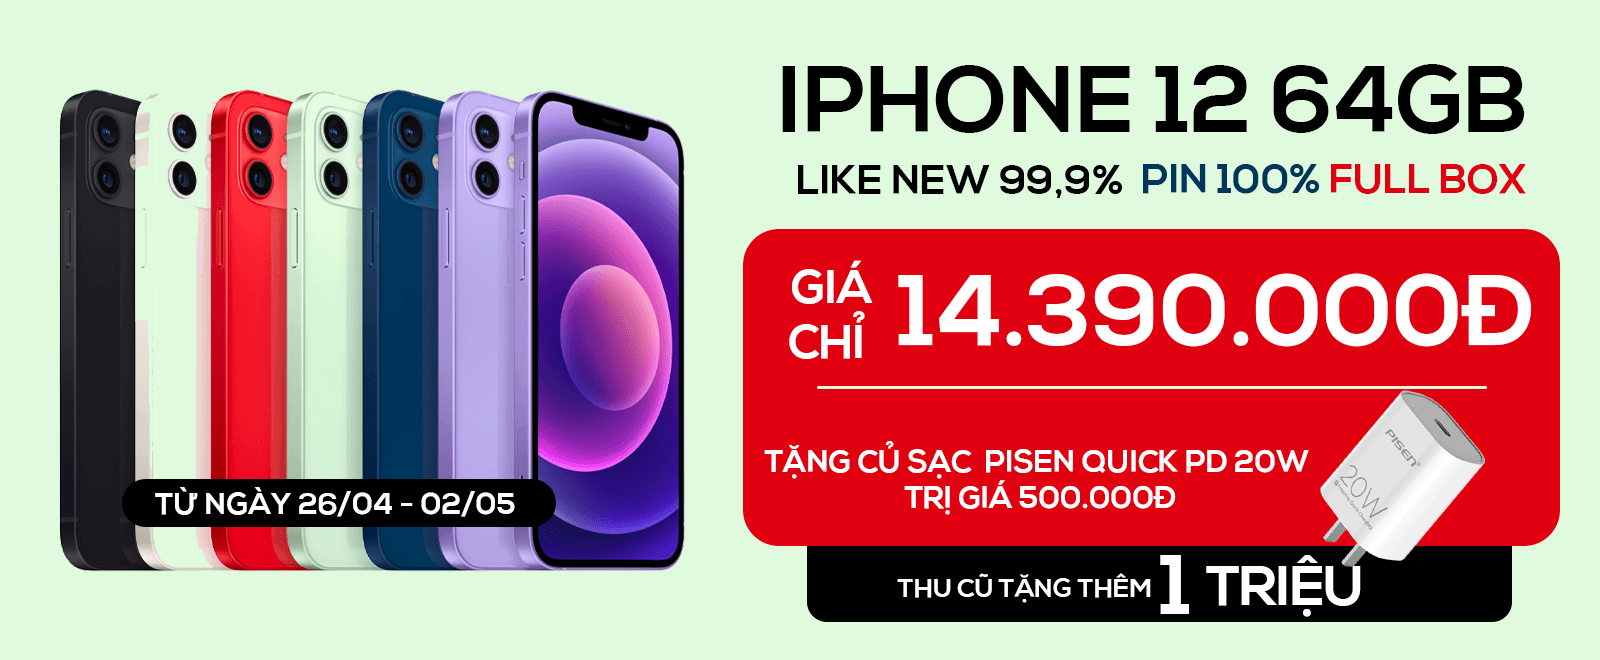 IPHONE 12 64GB
LIKE NEW 99,9% PIN 100% FULL BOX
GIÁ CHỈ 14.390.000Đ
TẶNG CỦ SẠC PISEN QUICK PD 20W
TRỊ GIÁ 500.000Đ
PISEN
20W
THU CŨ TẶNG THÊM 1 TRIỆU
TỪ NGÀY 26/04 - 02/05